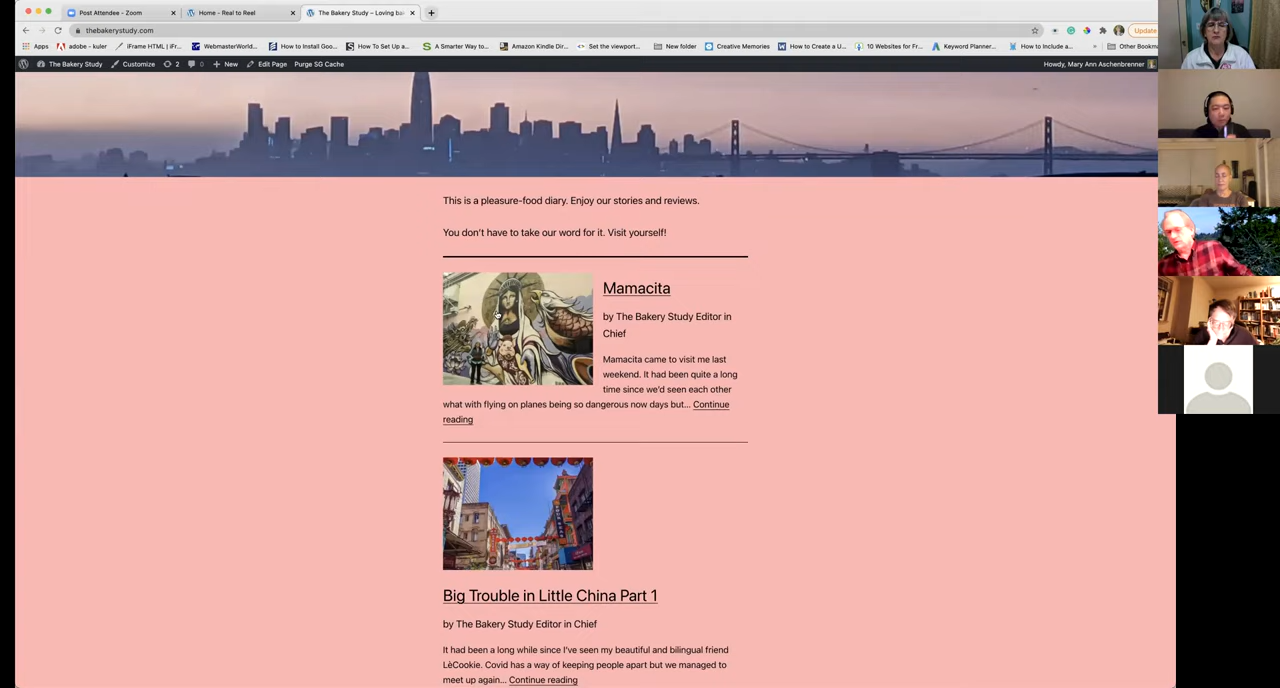 Post Attendee - Zoom
Home - Real to Reel
The Bakery Study – Loving ba
thebakerystudy.com
Update
Apps
adobe - kuler
IFrame HTML | iFr...
WebmasterWorld...
How to Install Goo...
How To Set Up a...
A Smarter Way to...
Amazon Kindle Dir...
Set the viewport...
New folder
Creative Memories
How to Create a U...
10 Websites for Fr...
Keyword Planner...
How to Include a...
Other Bookma
The Bakery Study
Customize
2
0
New
Edit Page
Purge SG Cache
Howdy, Mary Ann Aschenbrenner
This is a pleasure-food diary. Enjoy our stories and reviews.
You don't have to take our word for it. Visit yourself!
Mamacita
by The Bakery Study Editor in
Chief
Mamacita came to visit me last
weekend. It had been quite a long
time since we'd seen each other
what with flying on planes being so dangerous now days but... Continue
reading
Big Trouble in Little China Part 1
by The Bakery Study Editor in Chief
It had been a long while since I've seen my beautiful and bilingual friend
LèCookie. Covid has a way of keeping people apart but we managed to
meet up again... Continue reading